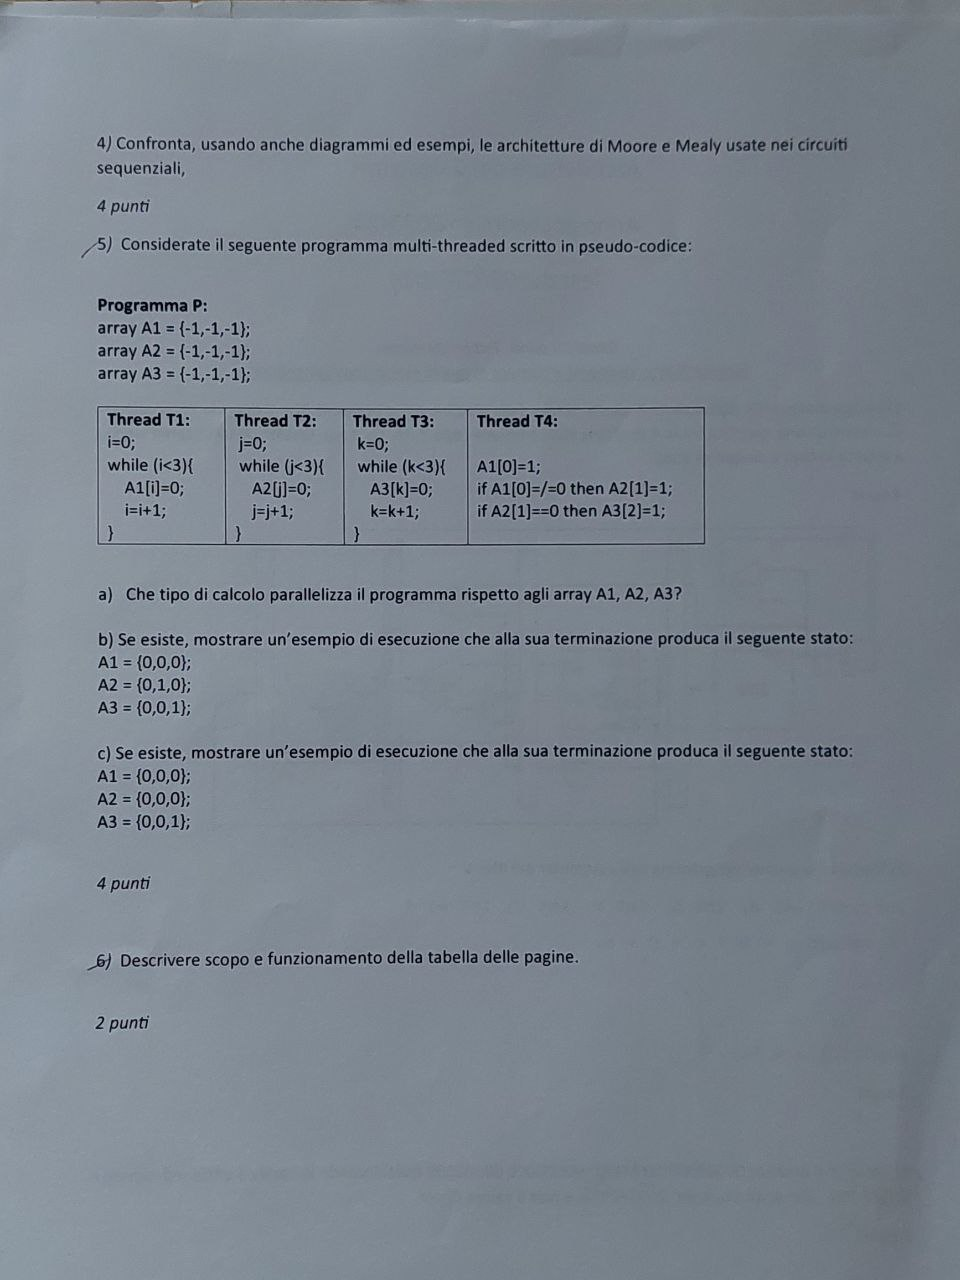 4) Confronta, usando anche diagrammi ed esempi, le architetture di Moore e Mealy usate nei circuiti
sequenziali,
4 punti
5) Considerate il seguente programma multi-threaded scritto in pseudo-codice:
Programma P:
array A1 = {-1,-1,-1};
array A2 = {-1,-1,-1};
array A3 = {-1,-1,-1};
Thread T1:
i=0;
while (i<3){
A1[i]=0;
i=i+1;
}
Thread T2:
j=0;
while (j<3){
A2[j]=0;
j=j+1;
}
Thread T3:
k=0;
while (k<3){
A3[k]=0;
k=k+1;
}
Thread T4:
A1[0]=1;
if A1[0]=/=0 then A2[1]=1;
if A2[1]==0 then A3[2]=1;
a) Che tipo di calcolo parallelizza il programma rispetto agli array A1, A2, A3?
b) Se esiste, mostrare un'esempio di esecuzione che alla sua terminazione produca il seguente stato:
A1 = {0,0,0};
A2 = {0,1,0};
A3 = {0,0,1};
c) Se esiste, mostrare un'esempio di esecuzione che alla sua terminazione produca il seguente stato:
A1 = {0,0,0};
A2 = {0,0,0};
A3 = {0,0,1};
4 punti
6) Descrivere scopo e funzionamento della tabella delle pagine.
2 punti